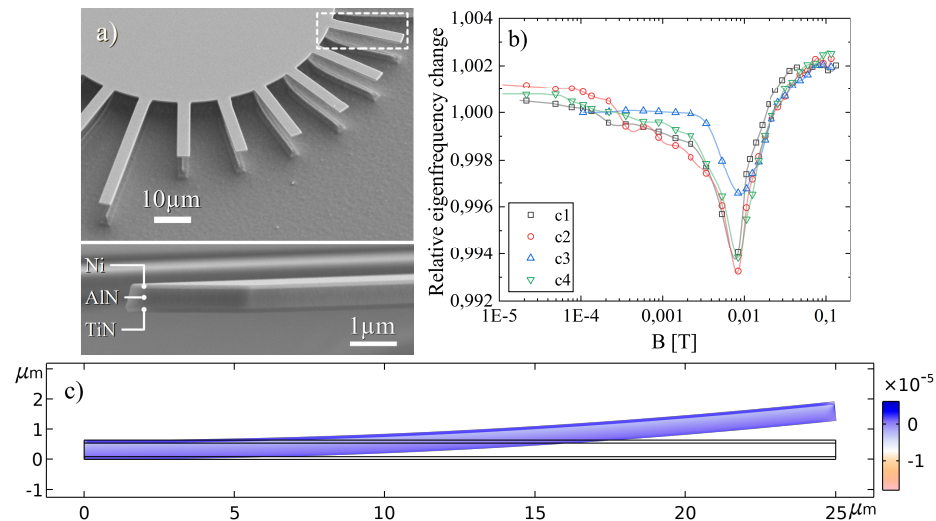 a)
10µm
Ni
AlN
TiN
1µm
b)
Relative eigenfrequency change
1,004
1,002
1,000
0,998
0,996
0,994
0,992
c1
c2
c3
c4
1E-5 1E-4 0,001 0,01 0,1
B [T]
c)
µm
2
1
0
-1
0 5 10 15 20 25 µm
×10⁻⁵
0
-1